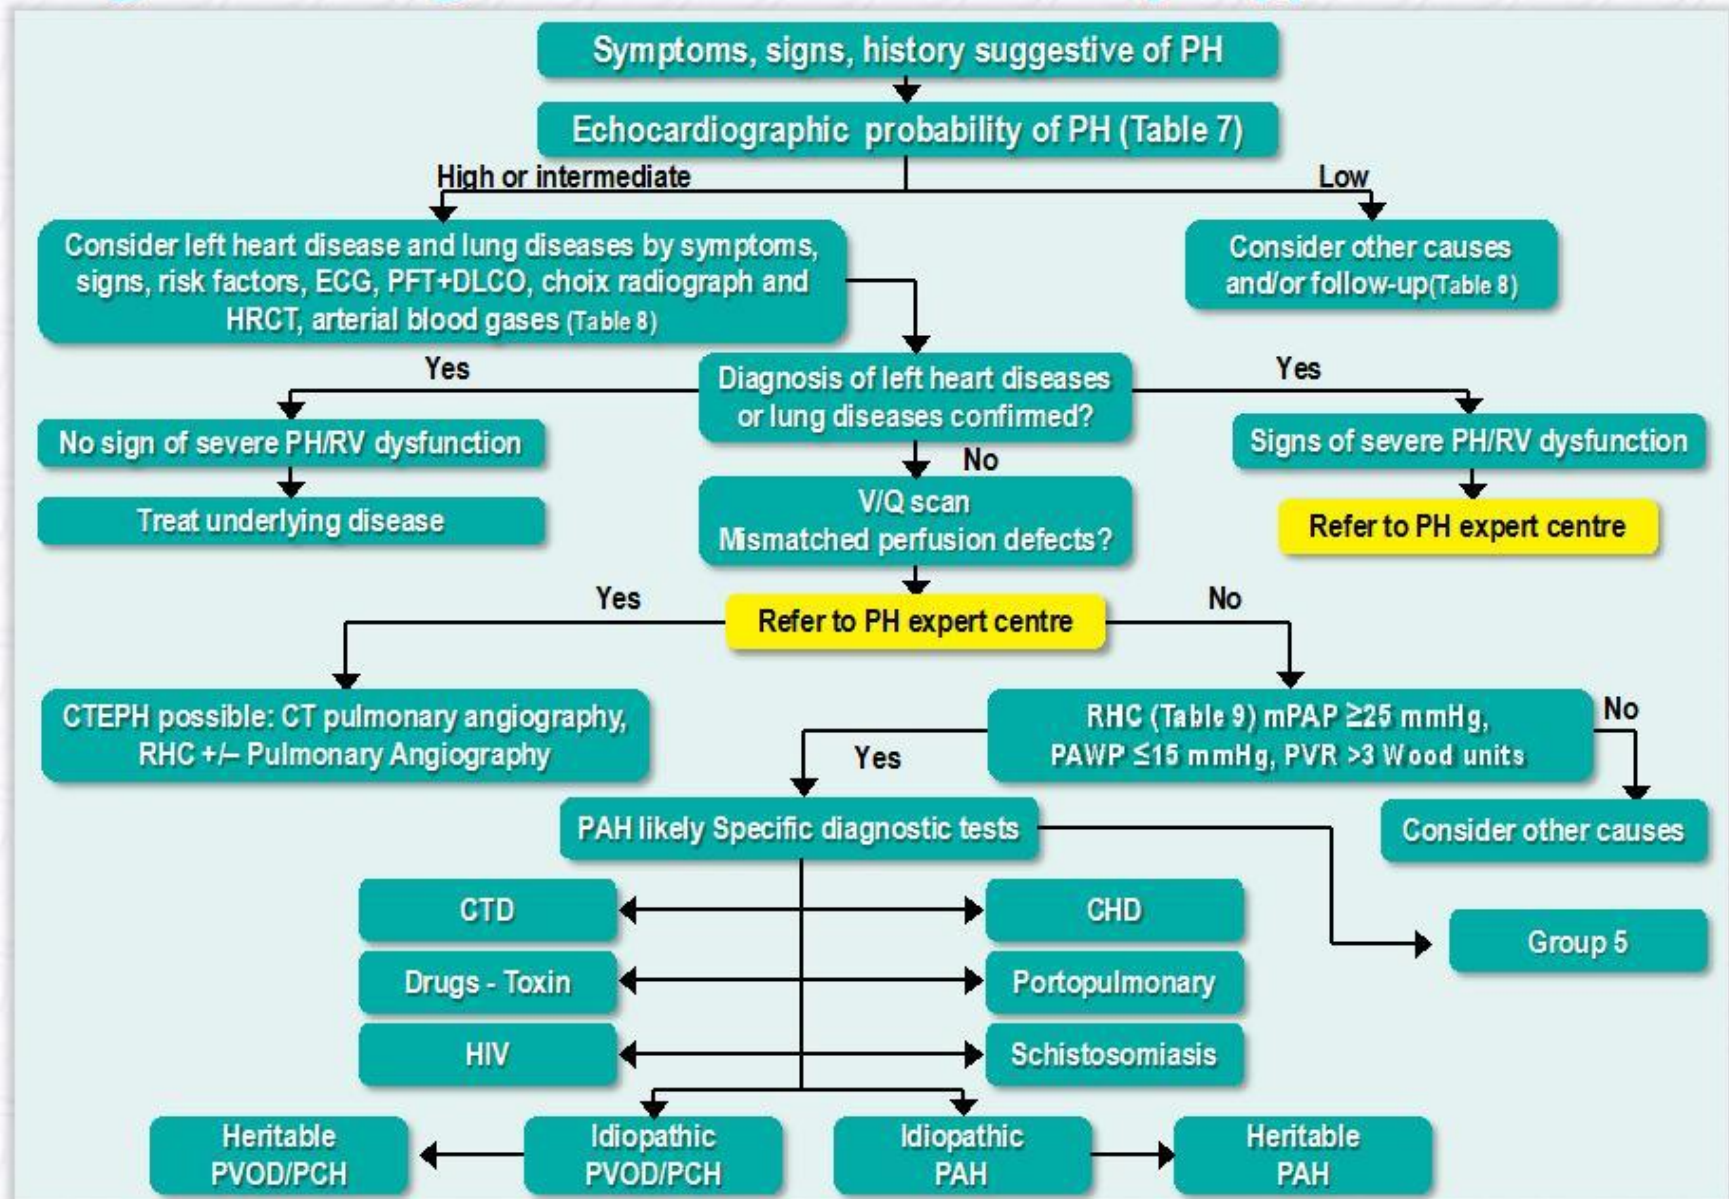 Symptoms, signs, history suggestive of PH
Echocardiographic probability of PH (Table 7)
High or intermediate
Low
Consider left heart disease and lung diseases by symptoms,
signs, risk factors, ECG, PFT+DLCO, choix radiograph and
HRCT, arterial blood gases (Table 8)
Consider other causes
and/or follow-up(Table 8)
Yes
Diagnosis of left heart diseases
or lung diseases confirmed?
Yes
No sign of severe PH/RV dysfunction
Signs of severe PH/RV dysfunction
No
Treat underlying disease
V/Q scan
Mismatched perfusion defects?
Refer to PH expert centre
Yes
Refer to PH expert centre
No
CTEPH possible: CT pulmonary angiography,
RHC +/– Pulmonary Angiography
RHC (Table 9) mPAP ≥25 mmHg,
PAWP ≤15 mmHg, PVR >3 Wood units
No
Yes
PAH likely Specific diagnostic tests
Consider other causes
CTD
CHD
Group 5
Drugs - Toxin
Portopulmonary
HIV
Schistosomiasis
Heritable
PVOD/PCH
Idiopathic
PVOD/PCH
Idiopathic
PAH
Heritable
PAH